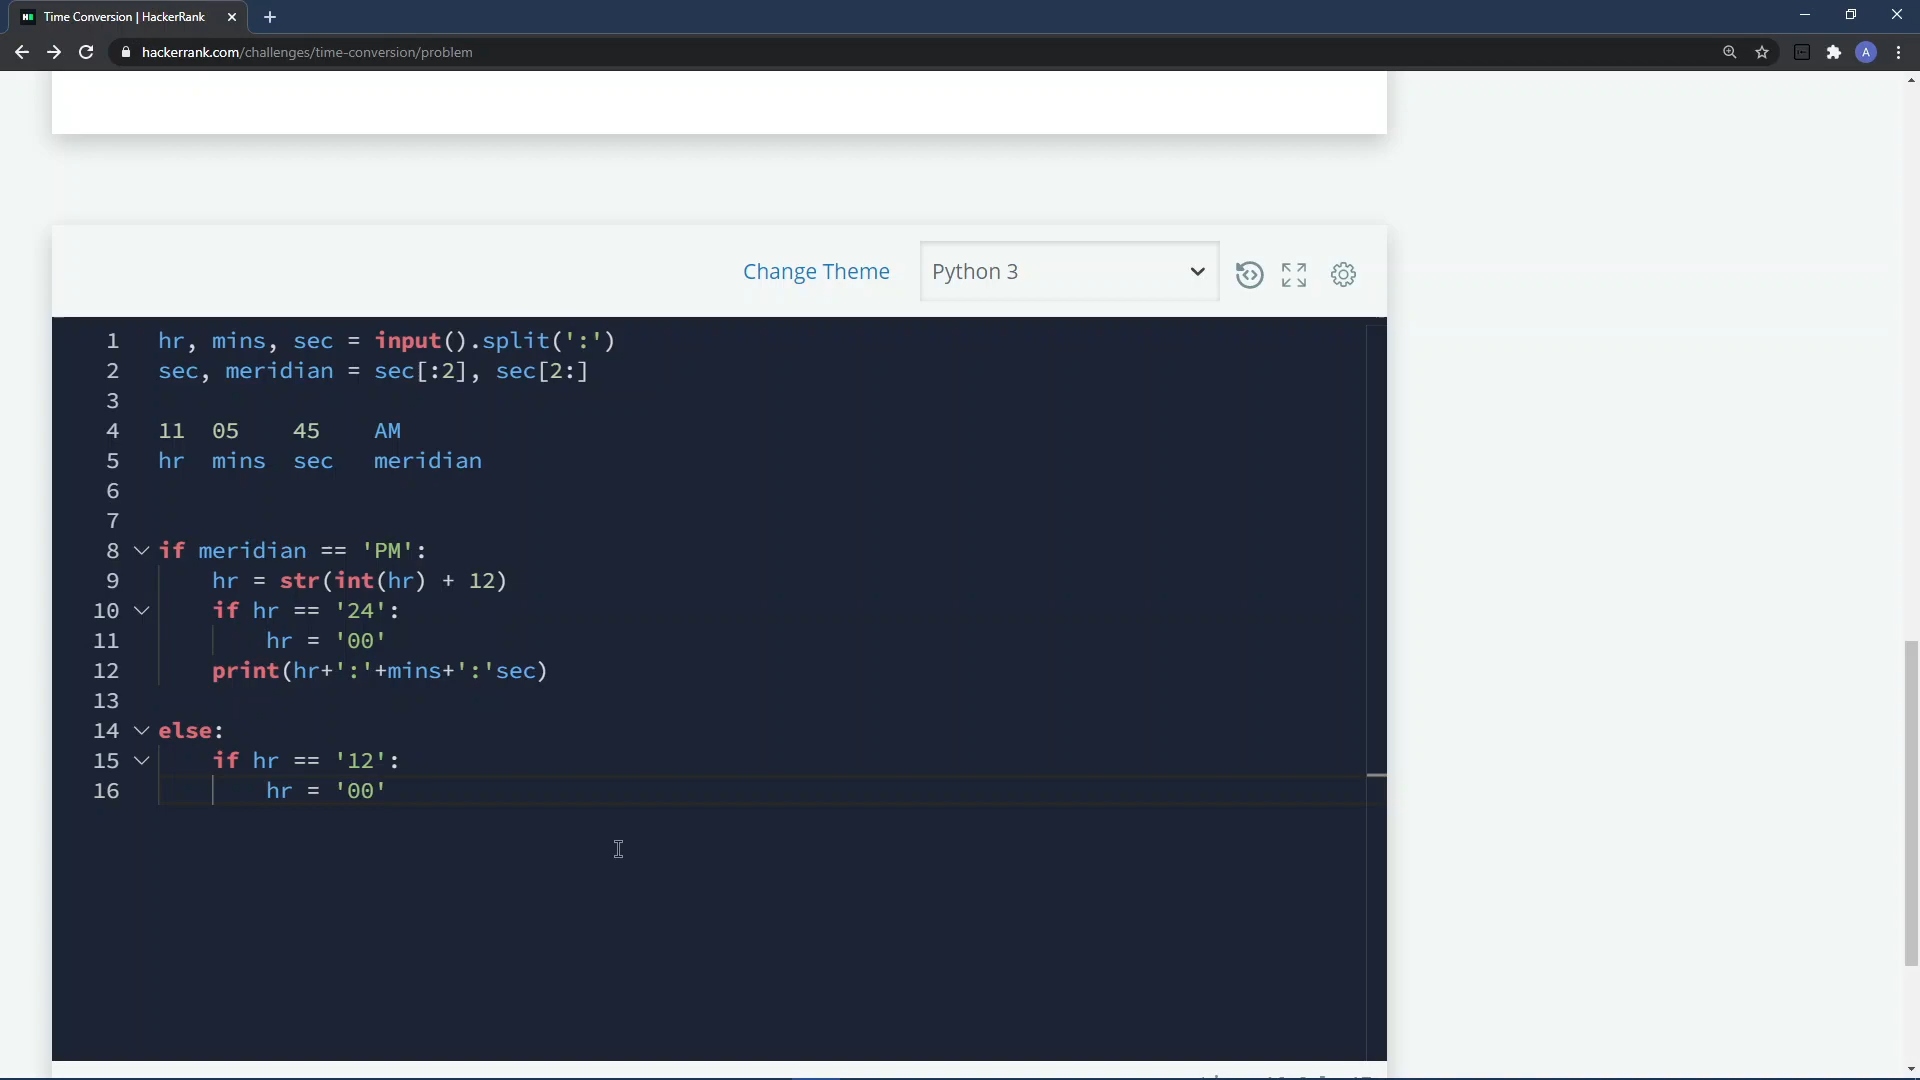 Time Conversion | HackerRank
hackerrank.com/challenges/time-conversion/problem
A
Change Theme
Python 3
1 hr, mins, sec = input().split(':')
2 sec, meridian = sec[:2], sec[2:]
3
4 11 05 45 AM
5 hr mins sec meridian
6
7
8 if meridian == 'PM':
9 hr = str(int(hr) + 12)
10 if hr == '24':
11 hr = '00'
12 print(hr+':'+mins+':'sec)
13
14 else:
15 if hr == '12':
16 hr = '00'